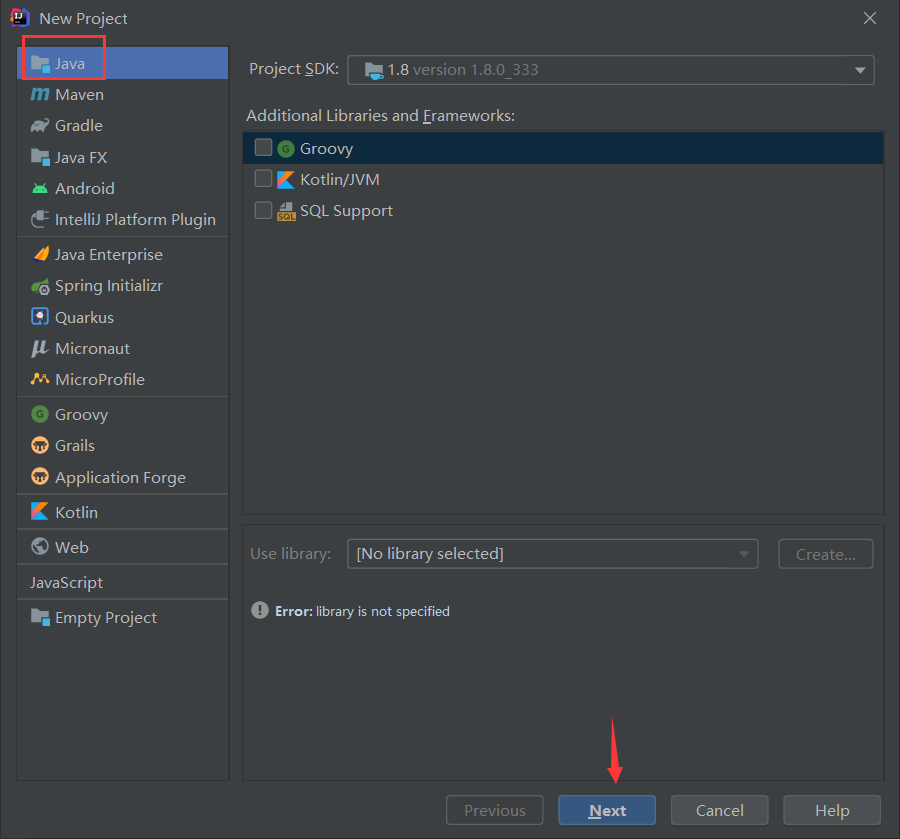 New Project
Java
Maven
Gradle
Java FX
Android
IntelliJ Platform Plugin
Java Enterprise
Spring Initializr
Quarkus
Micronaut
MicroProfile
Groovy
Grails
Application Forge
Kotlin
Web
JavaScript
Empty Project
Project SDK: 1.8 version 1.8.0_333
Additional Libraries and Frameworks:
Groovy
Kotlin/JVM
SQL Support
Use library: [No library selected] Create...
Error: library is not specified
Previous Next Cancel Help